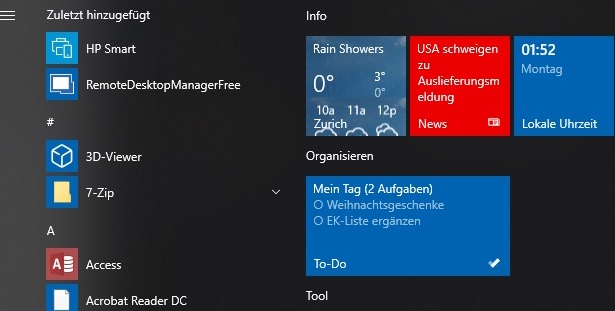 Zuletzt hinzugefügt
HP Smart
RemoteDesktopManagerFree
#
3D-Viewer
7-Zip
A
Access
Acrobat Reader DC
Info
Rain Showers
0°
3°
0°
10a 11a 12p
Zurich
USA schweigen
zu
Auslieferungsm
eldung
News
01:52
Montag
Lokale Uhrzeit
Organisieren
Mein Tag (2 Aufgaben)
Weihnachtsgeschenke
EK-Liste ergänzen
To-Do
Tool